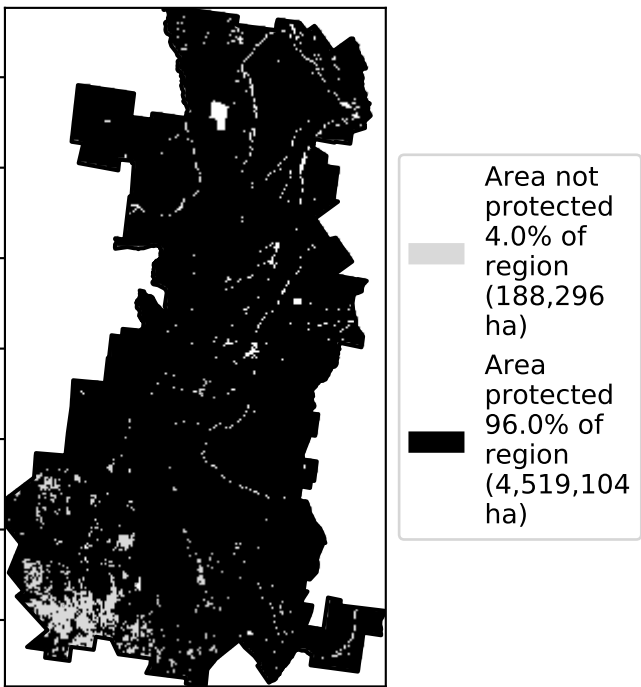 Area not
protected
4.0% of
region
(188,296
ha)
Area
protected
96.0% of
region
(4,519,104
ha)